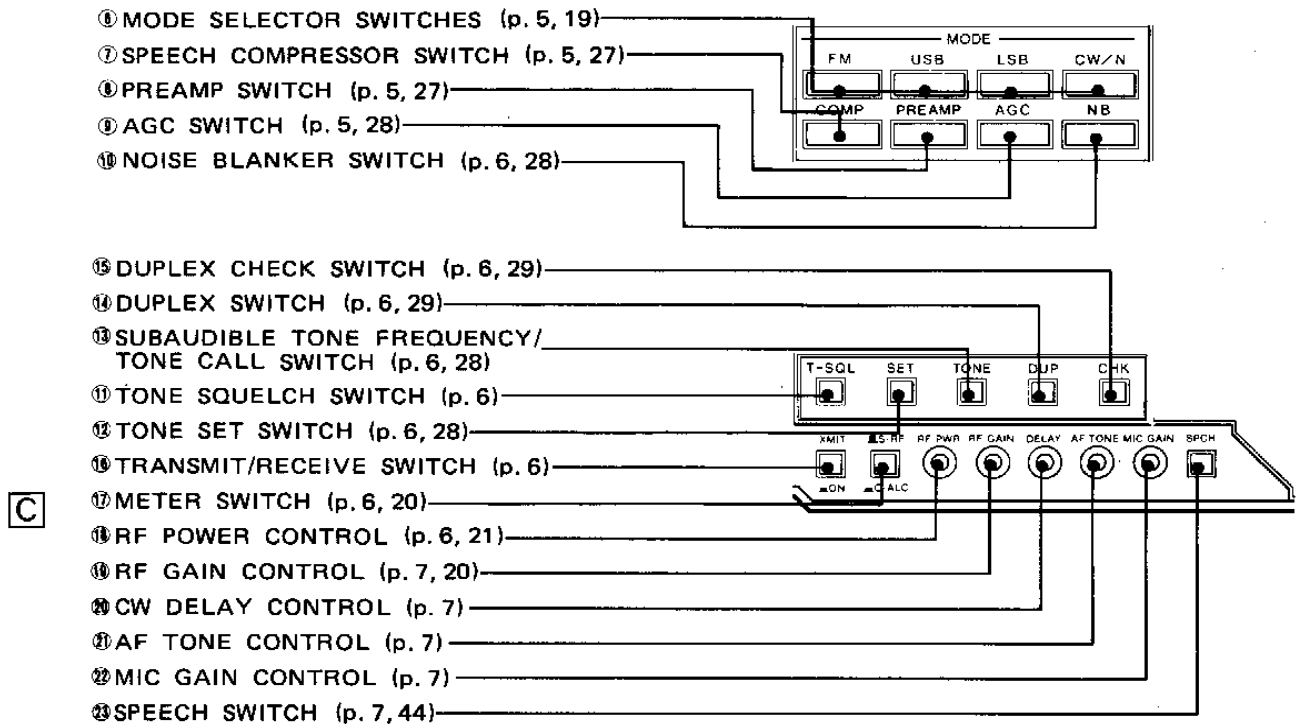 ⑥MODE SELECTOR SWITCHES (p. 5, 19)
⑦SPEECH COMPRESSOR SWITCH (p. 5, 27)
⑧PREAMP SWITCH (p. 5, 27)
⑨AGC SWITCH (p. 5, 28)
⑩NOISE BLANKER SWITCH (p. 6, 28)
MODE
FM USB LSB CW/N
COMP PREAMP AGC NB
⑮DUPLEX CHECK SWITCH (p. 6, 29)
⑭DUPLEX SWITCH (p. 6, 29)
⑬SUBAUDIBLE TONE FREQUENCY/
TONE CALL SWITCH (p. 6, 28)
⑪TONE SQUELCH SWITCH (p. 6)
⑫TONE SET SWITCH (p. 6, 28)
⑯TRANSMIT/RECEIVE SWITCH (p. 6)
⑰METER SWITCH (p. 6, 20)
⑱RF POWER CONTROL (p. 6, 21)
⑲RF GAIN CONTROL (p. 7, 20)
⑳CW DELAY CONTROL (p. 7)
㉑AF TONE CONTROL (p. 7)
㉒MIC GAIN CONTROL (p. 7)
㉓SPEECH SWITCH (p. 7, 44)
T-SQL SET TONE DUP CHK
XMIT S·RF RF PWR RF GAIN DELAY AF TONE MIC GAIN SPCH
ON C·ALC
C